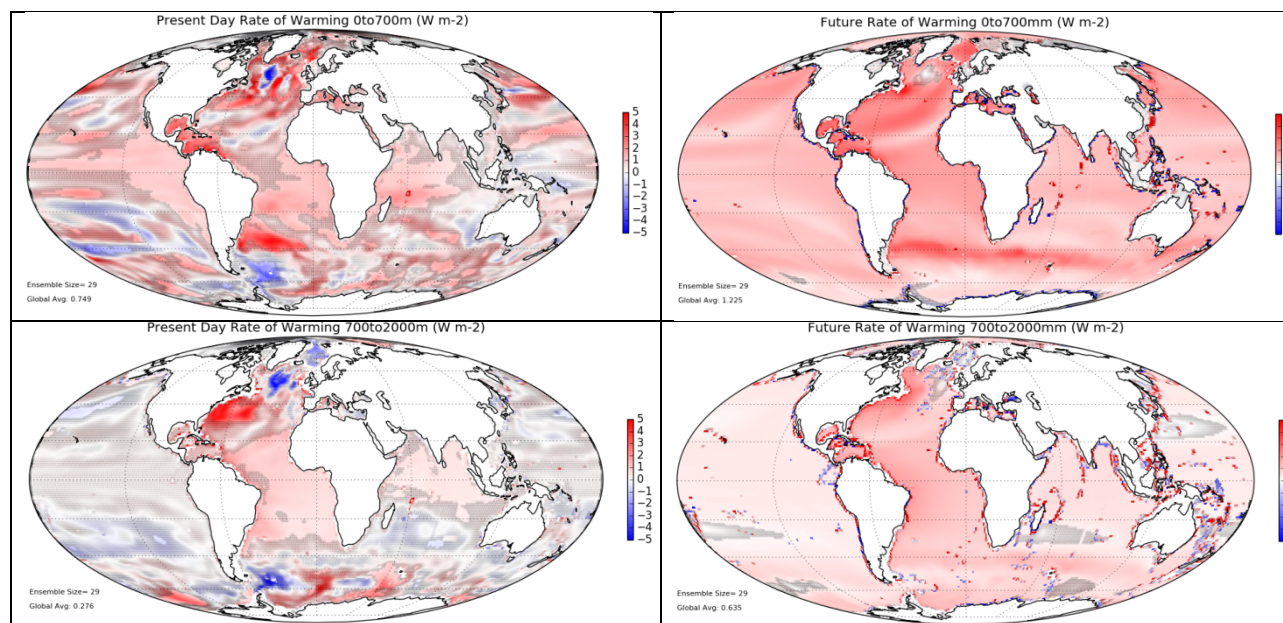 Present Day Rate of Warming 0to700m (W m-2)
5
4
3
2
1
0
−1
−2
−3
−4
−5
Ensemble Size= 29
Global Avg: 0.749
Future Rate of Warming 0to700mm (W m-2)
Ensemble Size= 29
Global Avg: 1.225
Present Day Rate of Warming 700to2000m (W m-2)
5
4
3
2
1
0
−1
−2
−3
−4
−5
Ensemble Size= 29
Global Avg: 0.276
Future Rate of Warming 700to2000mm (W m-2)
Ensemble Size= 29
Global Avg: 0.635